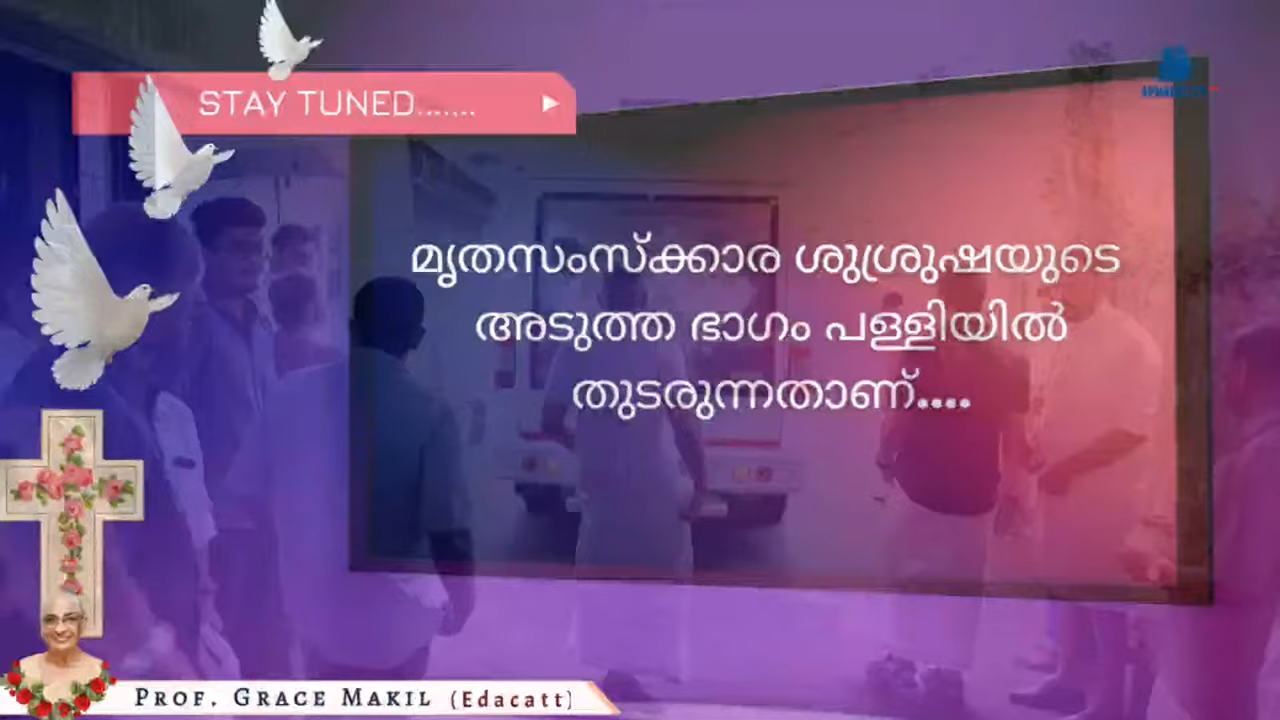 STAY TUNED.......
മൃതസംസ്ക്കാര ശുശ്രുഷയുടെ
അടുത്ത ഭാഗം പള്ളിയിൽ
തുടരുന്നതാണ്....
PROF. GRACE MAKIL (Edacatt)